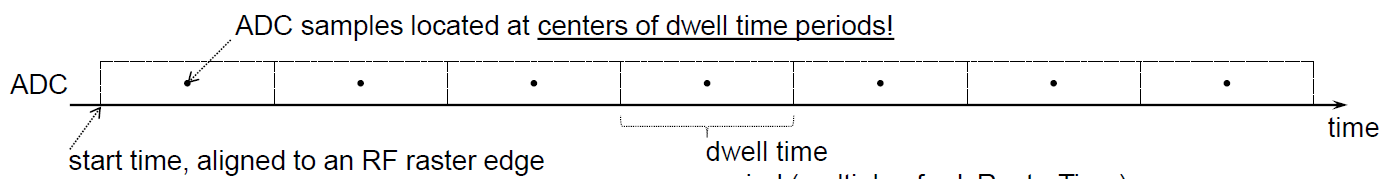 ADC samples located at centers of dwell time periods!
ADC
time
start time, aligned to an RF raster edge
dwell time